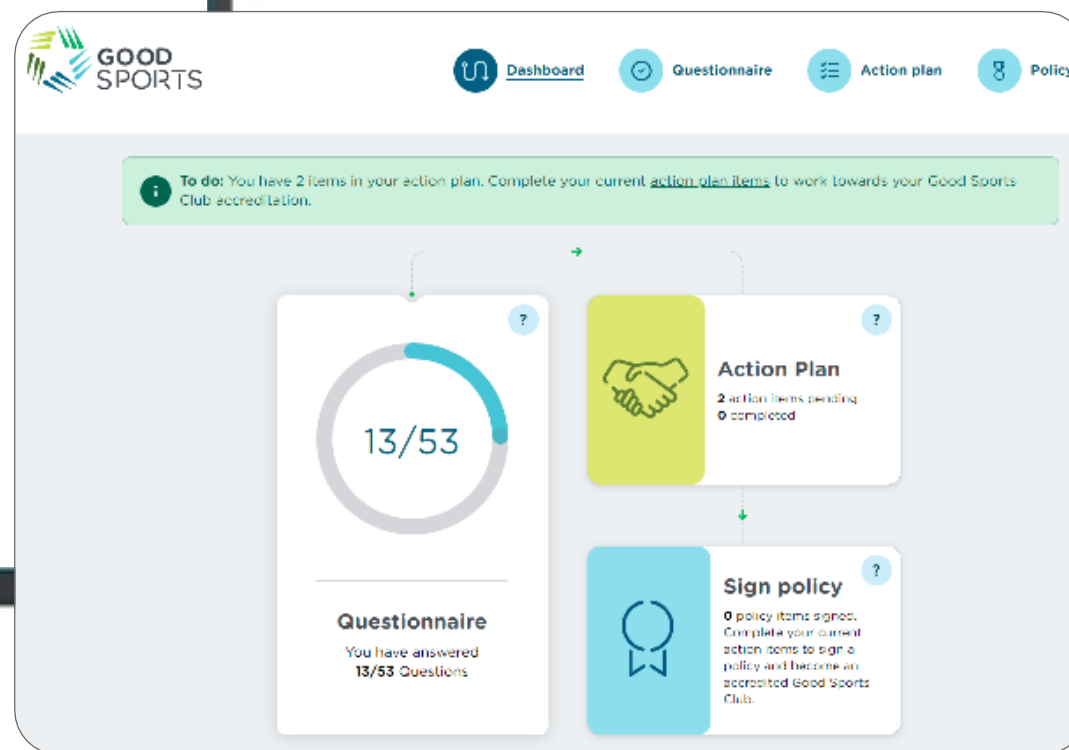 GOOD
SPORTS
Dashboard
Questionnaire
Action plan
Policy
To do: You have 2 items in your action plan. Complete your current action plan items to work towards your Good Sports
Club accreditation.
?
13/53
Questionnaire
You have answered
13/53 Questions
?
Action Plan
2 action items pending
0 completed
?
Sign policy
0 policy items signed.
Complete your current
action items to sign a
policy and become an
accredited Good Sports
Club.